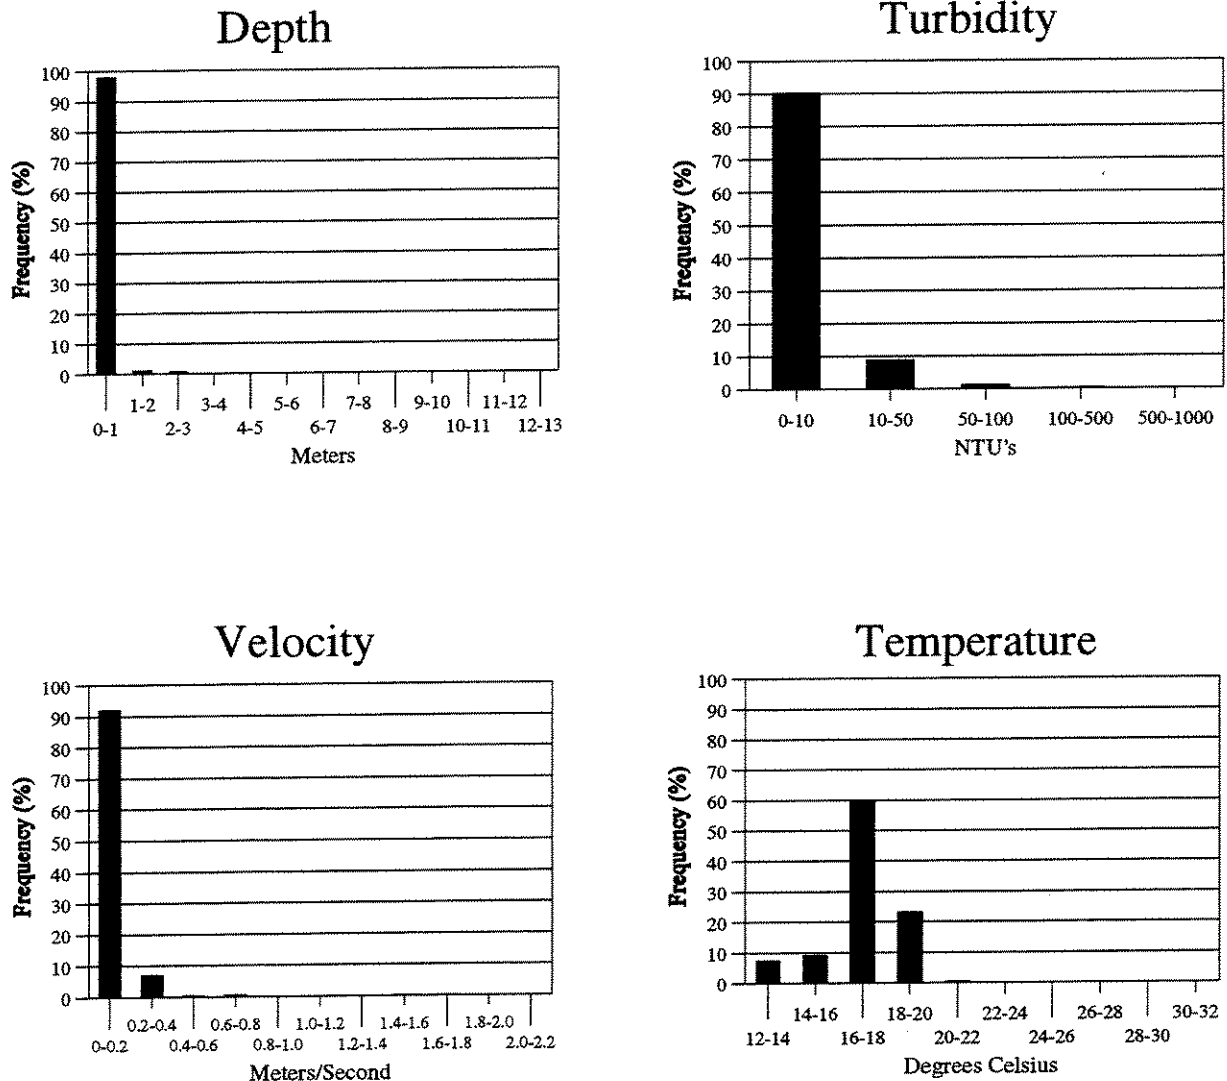 Depth
Frequency (%)
100
90
80
70
60
50
40
30
20
10
0
1-2 3-4 5-6 7-8 9-10 11-12
0-1 2-3 4-5 6-7 8-9 10-11 12-13
Meters
Turbidity
Frequency (%)
100
90
80
70
60
50
40
30
20
10
0
0-10 10-50 50-100 100-500 500-1000
NTU's
Velocity
Frequency (%)
100
90
80
70
60
50
40
30
20
10
0
0.2-0.4 0.6-0.8 1.0-1.2 1.4-1.6 1.8-2.0
0-0.2 0.4-0.6 0.8-1.0 1.2-1.4 1.6-1.8 2.0-2.2
Meters/Second
Temperature
Frequency (%)
100
90
80
70
60
50
40
30
20
10
0
14-16 18-20 22-24 26-28 30-32
12-14 16-18 20-22 24-26 28-30
Degrees Celsius